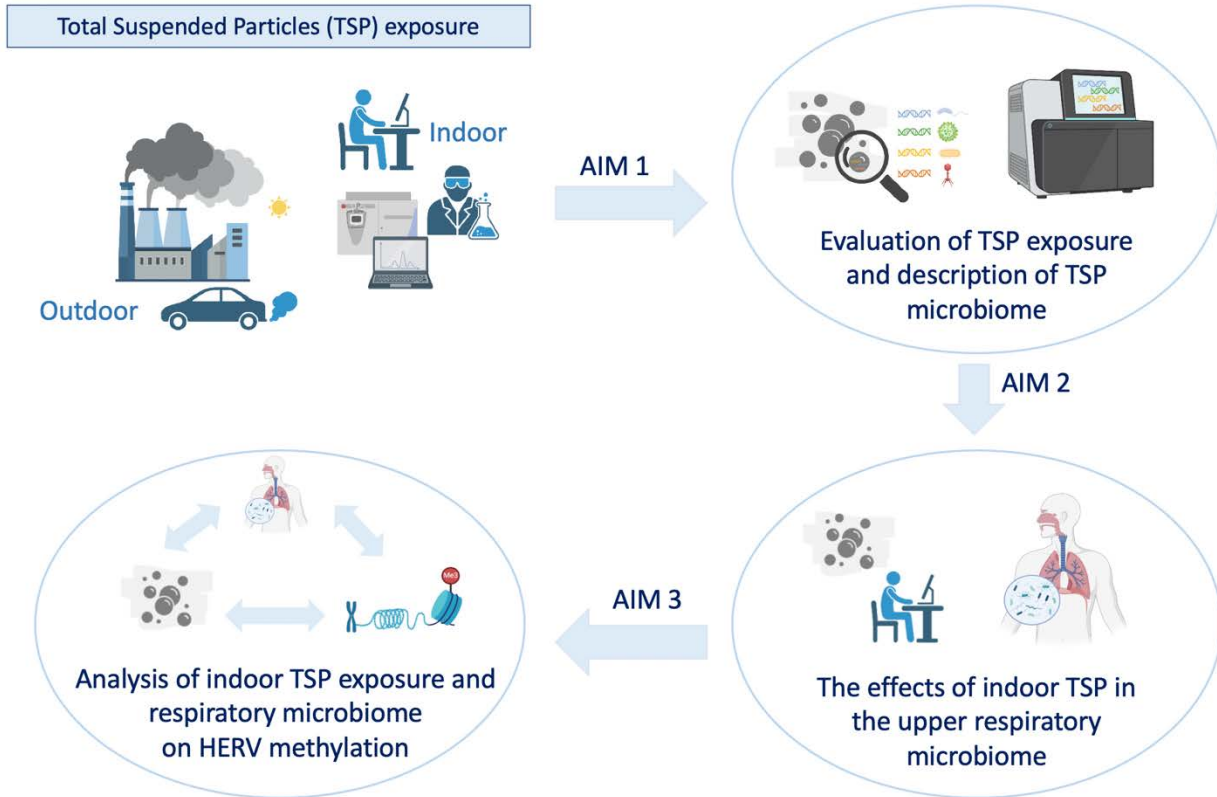 Total Suspended Particles (TSP) exposure
Indoor
Outdoor
AIM 1
Evaluation of TSP exposure
and description of TSP
microbiome
AIM 2
The effects of indoor TSP in
the upper respiratory
microbiome
AIM 3
Me3
Analysis of indoor TSP exposure and
respiratory microbiome
on HERV methylation